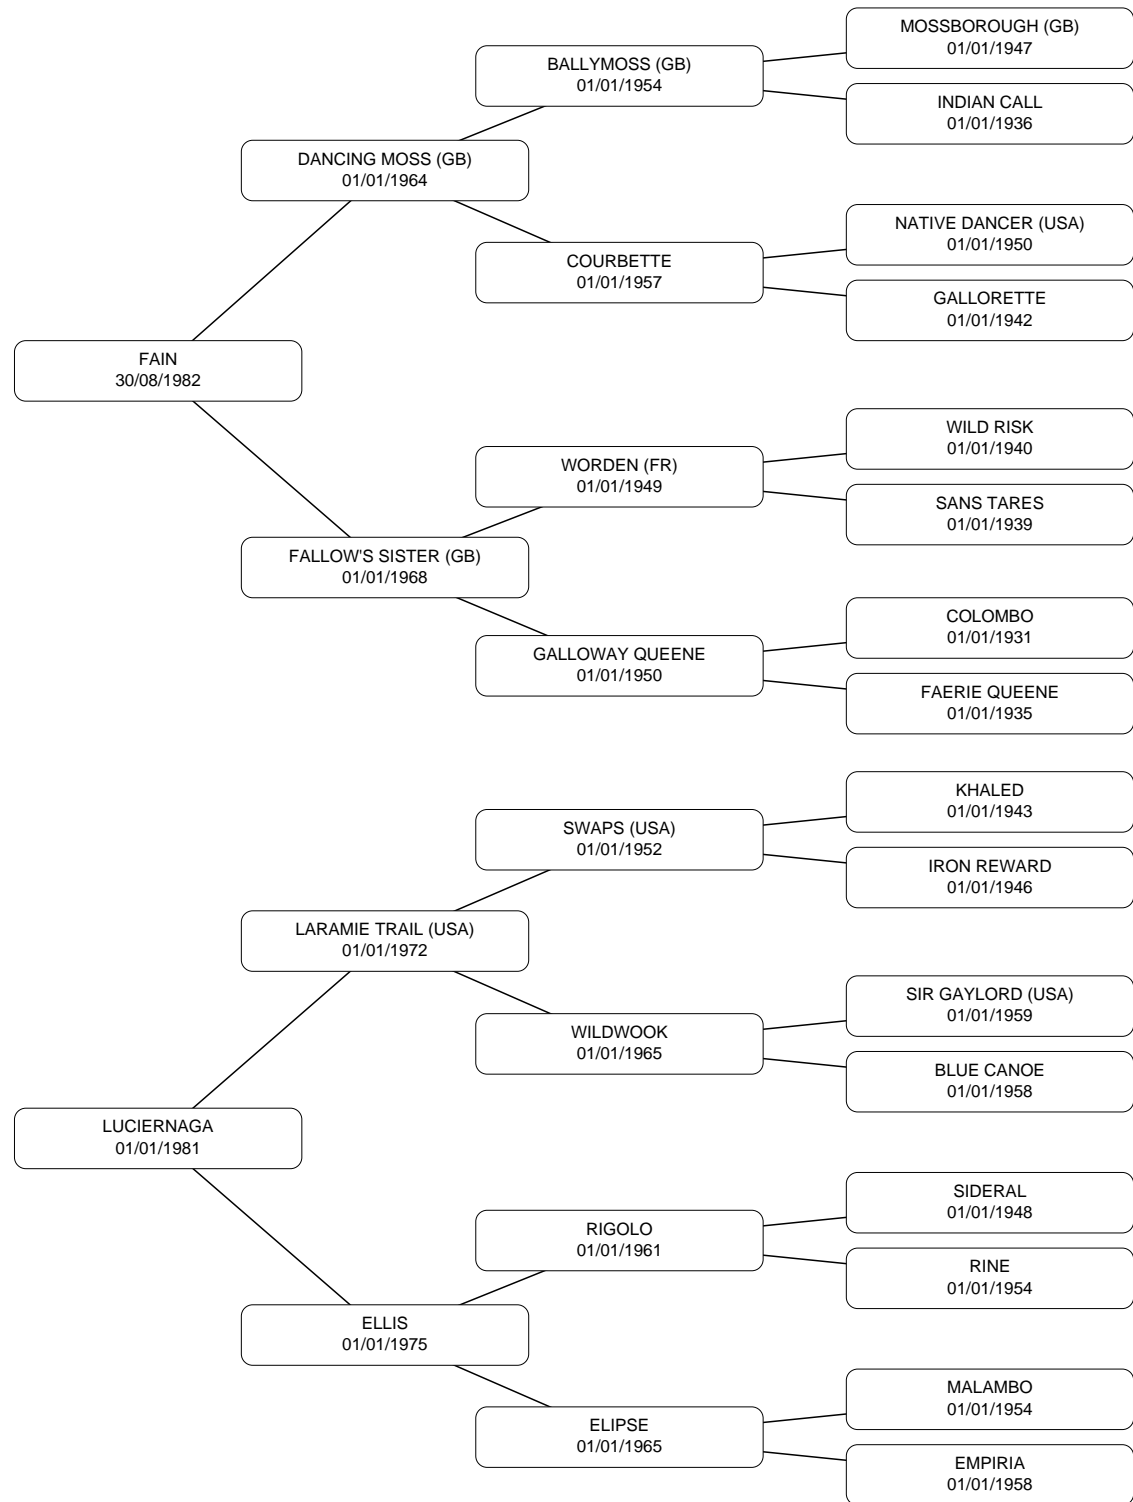 MOSSBOROUGH (GB)
01/01/1947
BALLYMOSS (GB)
01/01/1954
INDIAN CALL
01/01/1936
DANCING MOSS (GB)
01/01/1964
NATIVE DANCER (USA)
01/01/1950
COURBETTE
01/01/1957
GALLORETTE
01/01/1942
FAIN
30/08/1982
WILD RISK
01/01/1940
WORDEN (FR)
01/01/1949
SANS TARES
01/01/1939
FALLOW'S SISTER (GB)
01/01/1968
COLOMBO
01/01/1931
GALLOWAY QUEENE
01/01/1950
FAERIE QUEENE
01/01/1935
KHALED
01/01/1943
SWAPS (USA)
01/01/1952
IRON REWARD
01/01/1946
LARAMIE TRAIL (USA)
01/01/1972
SIR GAYLORD (USA)
01/01/1959
WILDWOOK
01/01/1965
BLUE CANOE
01/01/1958
LUCIERNAGA
01/01/1981
SIDERAL
01/01/1948
RIGOLO
01/01/1961
RINE
01/01/1954
ELLIS
01/01/1975
MALAMBO
01/01/1954
ELIPSE
01/01/1965
EMPIRIA
01/01/1958